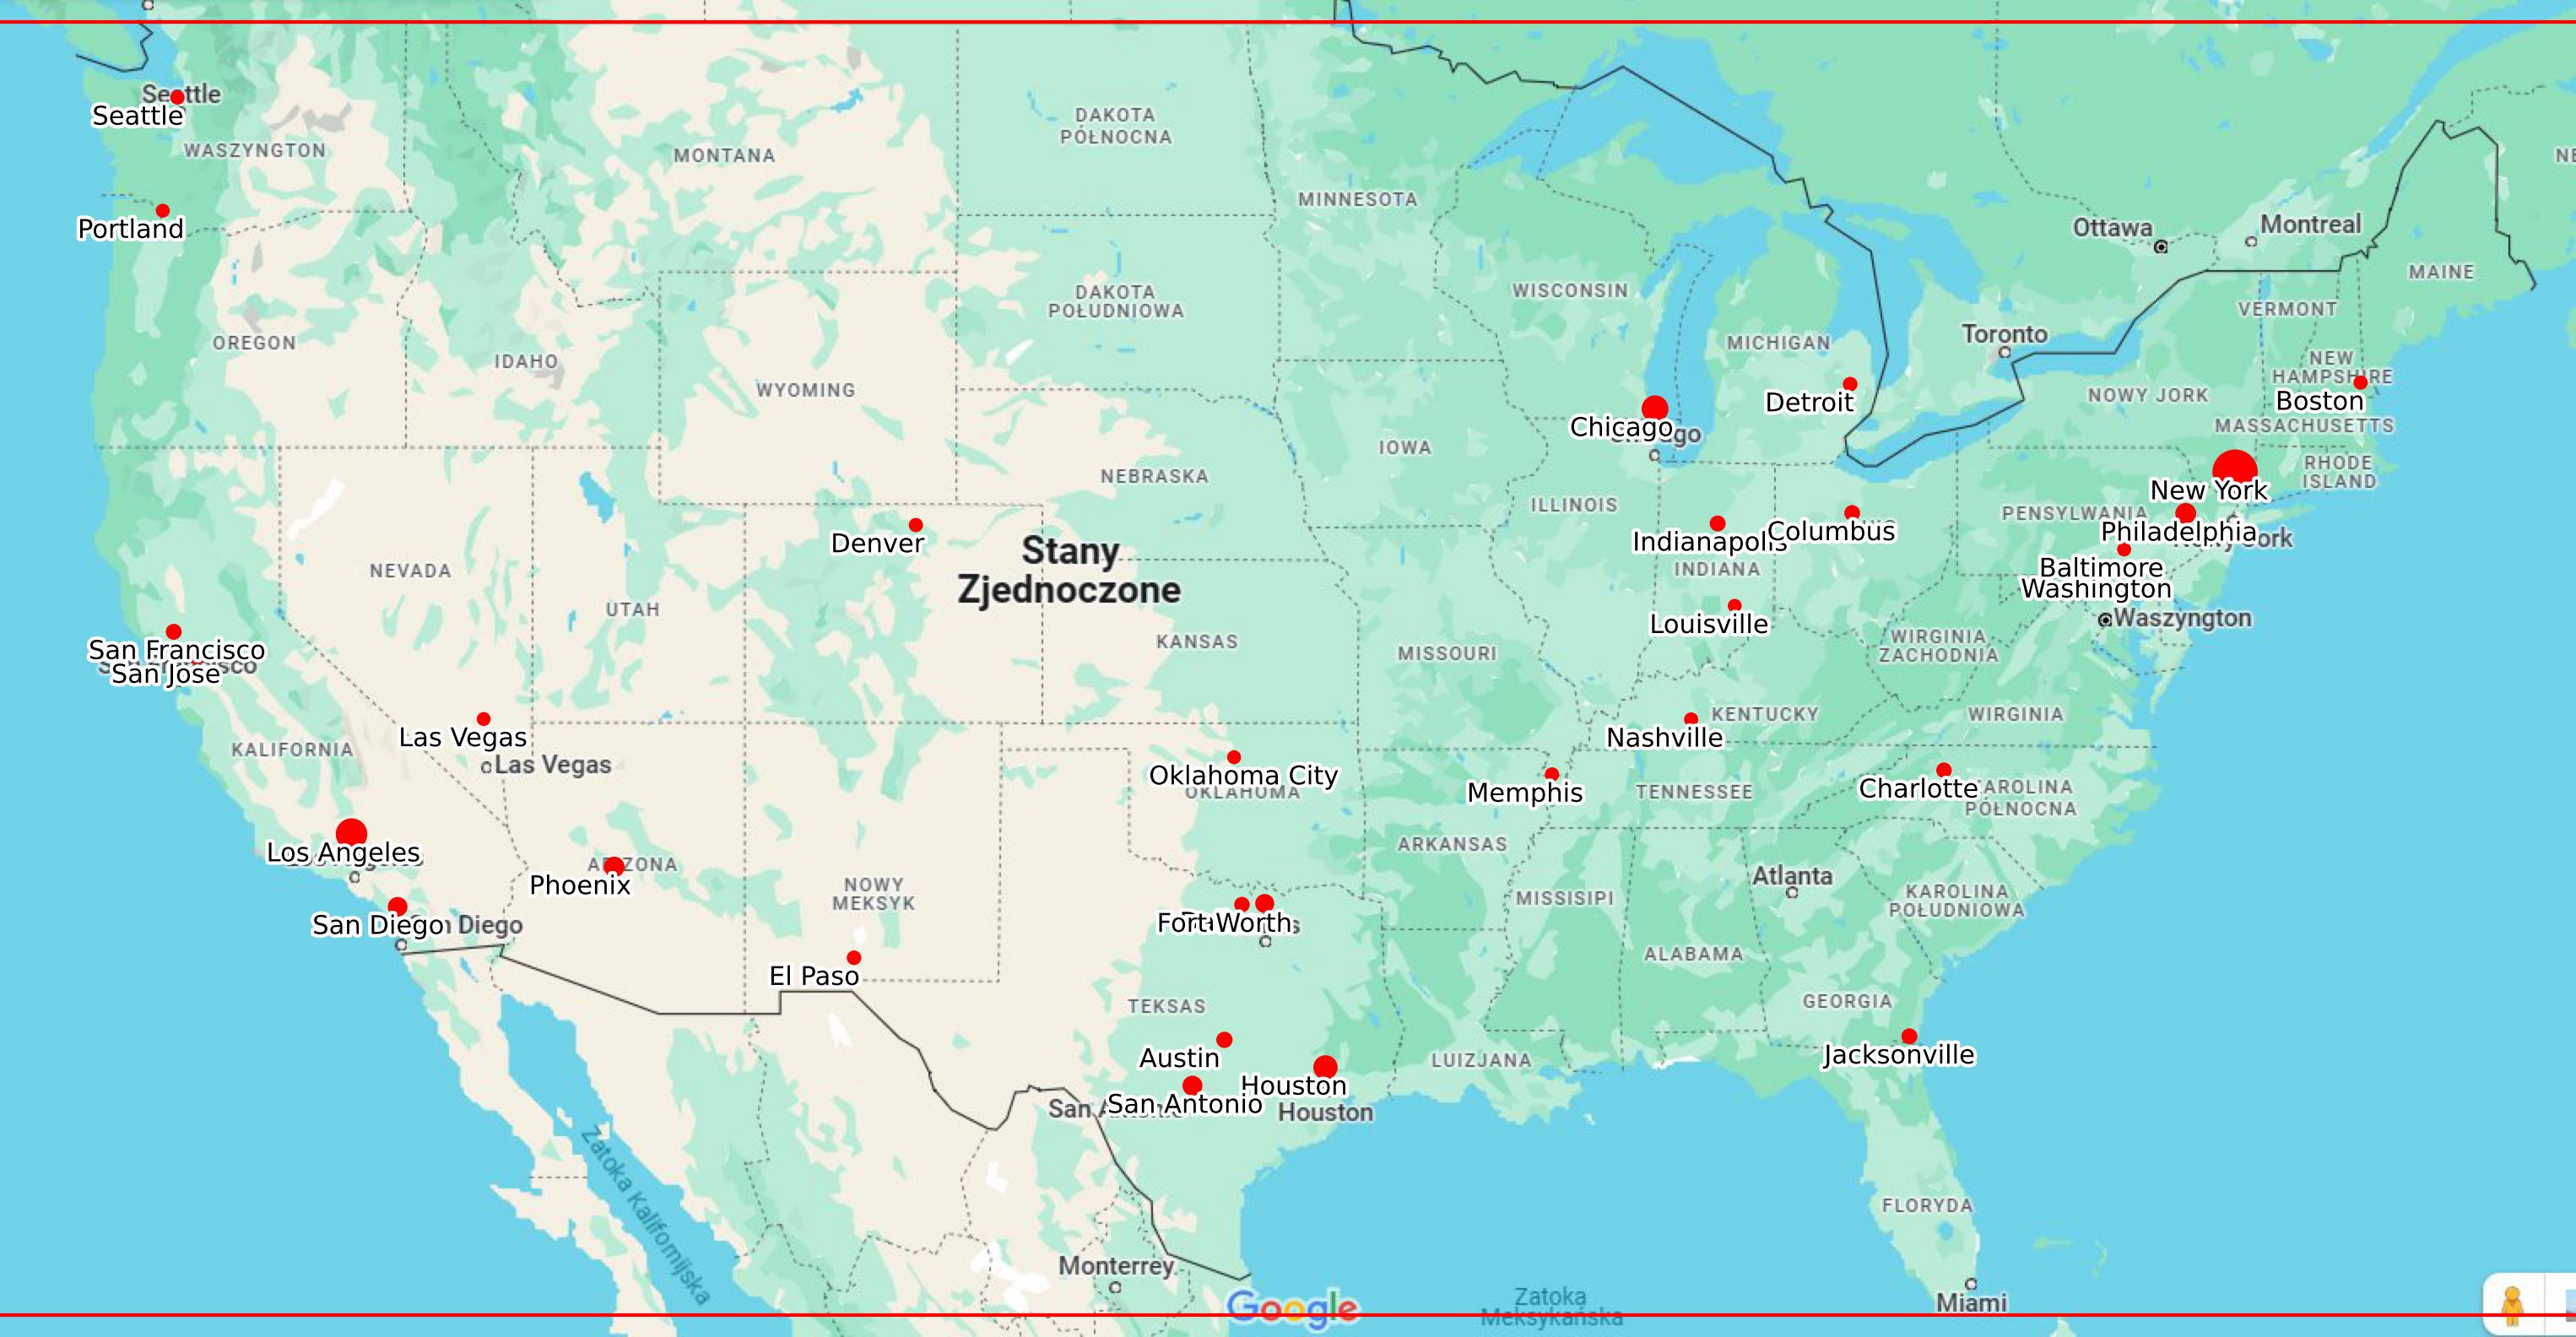 Seattle
Seattle
WASZYNGTON
MONTANA
DAKOTA
PÓŁNOCNA
MINNESOTA
Portland
Ottawa
Montreal
MAINE
DAKOTA
POŁUDNIOWA
WISCONSIN
VERMONT
OREGON
IDAHO
WYOMING
MICHIGAN
Toronto
NEW
HAMPSHIRE
NOWY JORK
Detroit
Boston
MASSACHUSETTS
Chicago
IOWA
NEBRASKA
RHODE
ISLAND
New York
ILLINOIS
PENSYLWANIA
Philadelphia
Indianapolis
Columbus
Denver
Stany
Zjednoczone
NEVADA
INDIANA
Baltimore
Washington
UTAH
Waszyngton
Louisville
San Francisco
San Jose
KANSAS
MISSOURI
WIRGINIA
ZACHODNIA
Las Vegas
Las Vegas
KALIFORNIA
Nashville
KENTUCKY
WIRGINIA
Oklahoma City
OKLAHOMA
Memphis
TENNESSEE
Charlotte
KAROLINA
PÓŁNOCNA
Los Angeles
ARIZONA
Phoenix
ARKANSAS
Atlanta
NOWY
MEKSYK
MISSISIPI
KAROLINA
POŁUDNIOWA
San Diego
San Diego
Fort Worth
ALABAMA
El Paso
TEKSAS
GEORGIA
Austin
LUIZJANA
Jacksonville
Houston
San Antonio
San Antonio
Houston
Zatoka Kalifornijska
FLORYDA
Monterrey
Google
Zatoka
Meksykańska
Miami